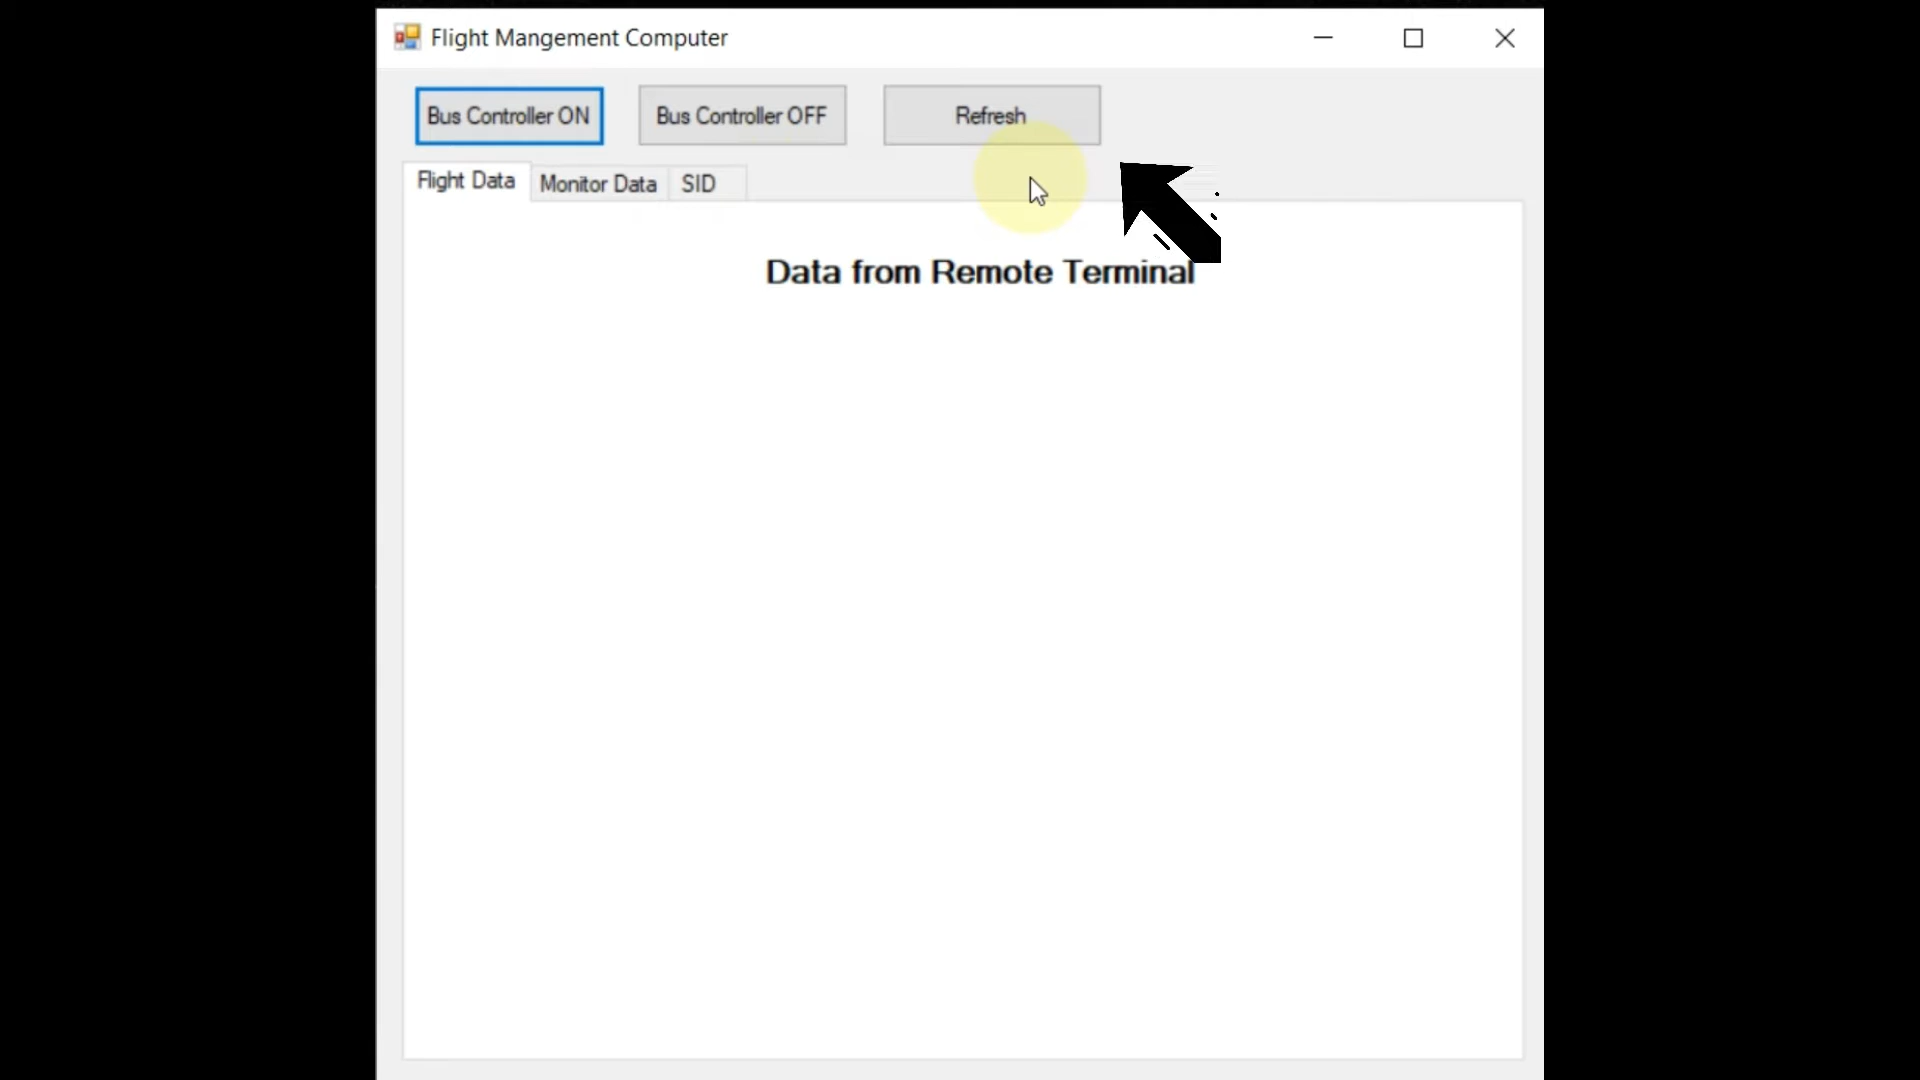 Flight Mangement Computer
Bus Controller ON Bus Controller OFF Refresh
Flight Data Monitor Data SID
Data from Remote Terminal